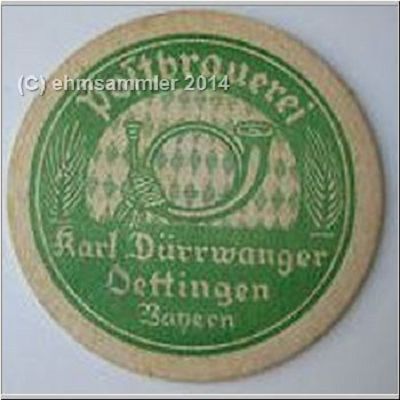 Postbrauerei
(C) ehmsammler 2014
Karl Dürrwanger
Oettingen
Bayern